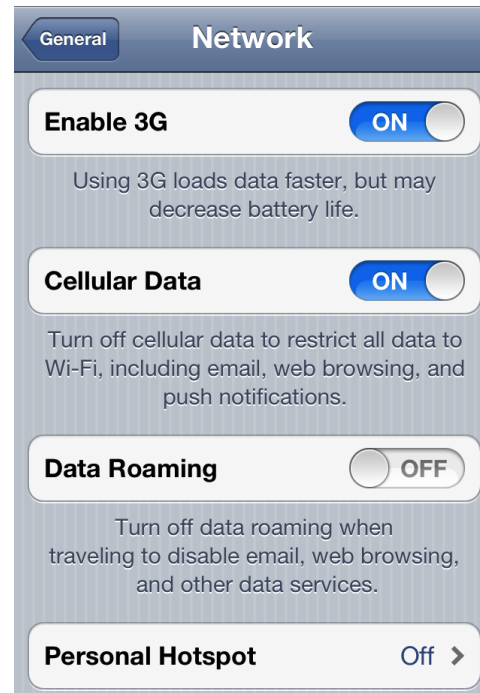 General
Network
Enable 3G
ON
Using 3G loads data faster, but may
decrease battery life.
Cellular Data
ON
Turn off cellular data to restrict all data to
Wi-Fi, including email, web browsing, and
push notifications.
Data Roaming
OFF
Turn off data roaming when
traveling to disable email, web browsing,
and other data services.
Personal Hotspot
Off